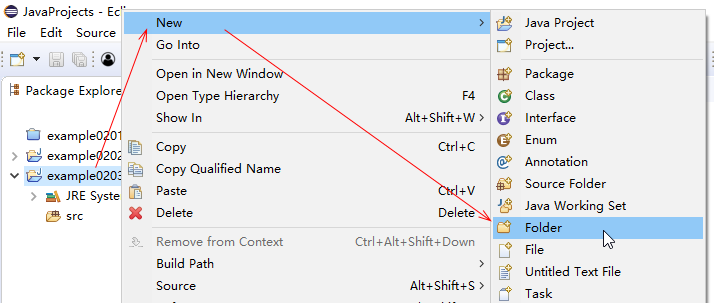 JavaProjects - Ecl
File Edit Source
Package Explore
example0201
example0202
example0203
JRE Syste
src
New
Go Into
Open in New Window
Open Type Hierarchy F4
Show In Alt+Shift+W
Copy Ctrl+C
Copy Qualified Name
Paste Ctrl+V
Delete Delete
Remove from Context Ctrl+Alt+Shift+Down
Build Path
Source Alt+Shift+S
Java Project
Project...
Package
Class
Interface
Enum
Annotation
Source Folder
Java Working Set
Folder
File
Untitled Text File
Task